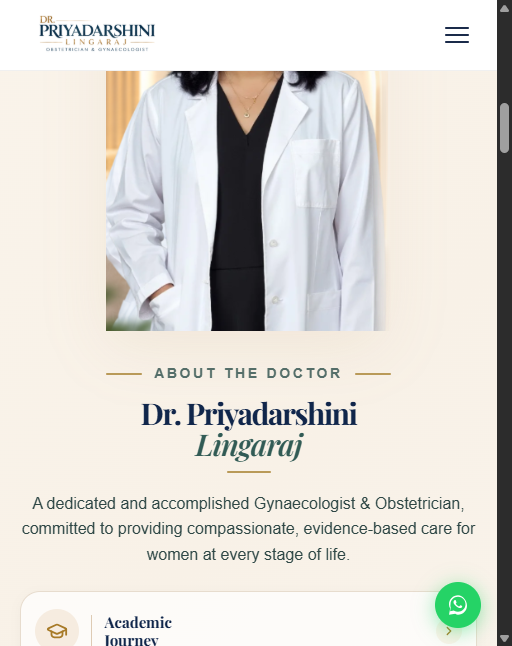 DR.
PRIYADARSHINI
LINGARAJ
OBSTETRICIAN & GYNAECOLOGIST
ABOUT THE DOCTOR
Dr. Priyadarshini
Lingaraj
A dedicated and accomplished Gynaecologist & Obstetrician,
committed to providing compassionate, evidence-based care for
women at every stage of life.
Academic
Journey